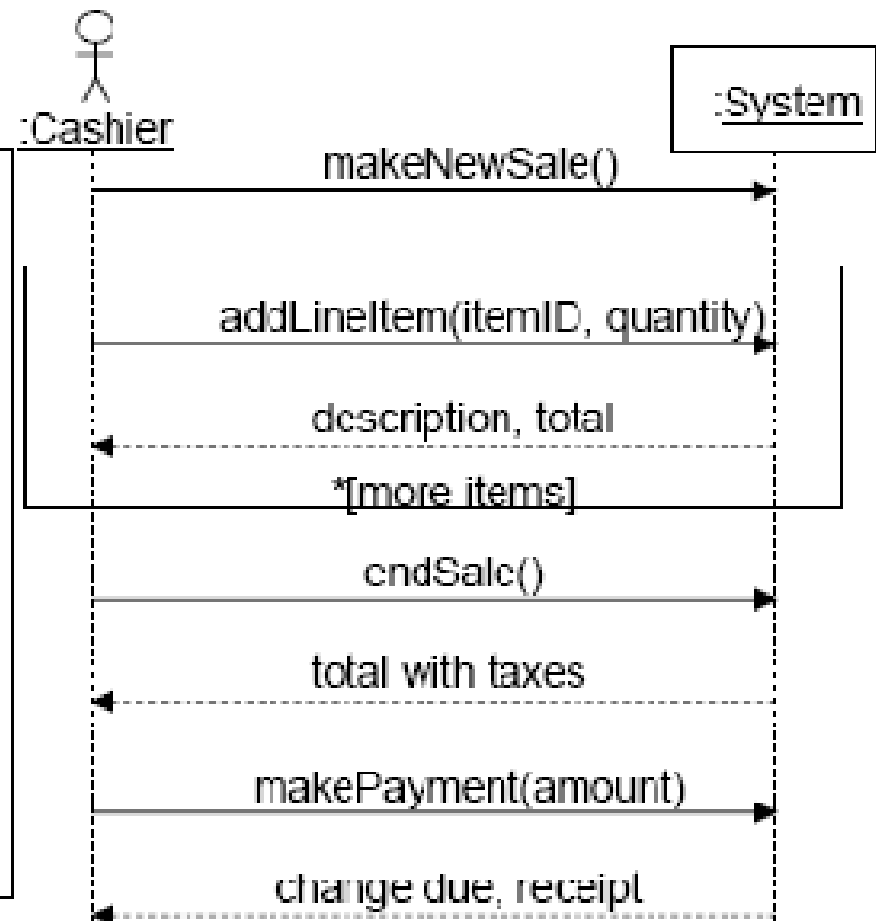 :Cashier
:System
makeNewSale()
addLineItem(itemID, quantity)
description, total
*[more items]
endSale()
total with taxes
makePayment(amount)
change due, receipt